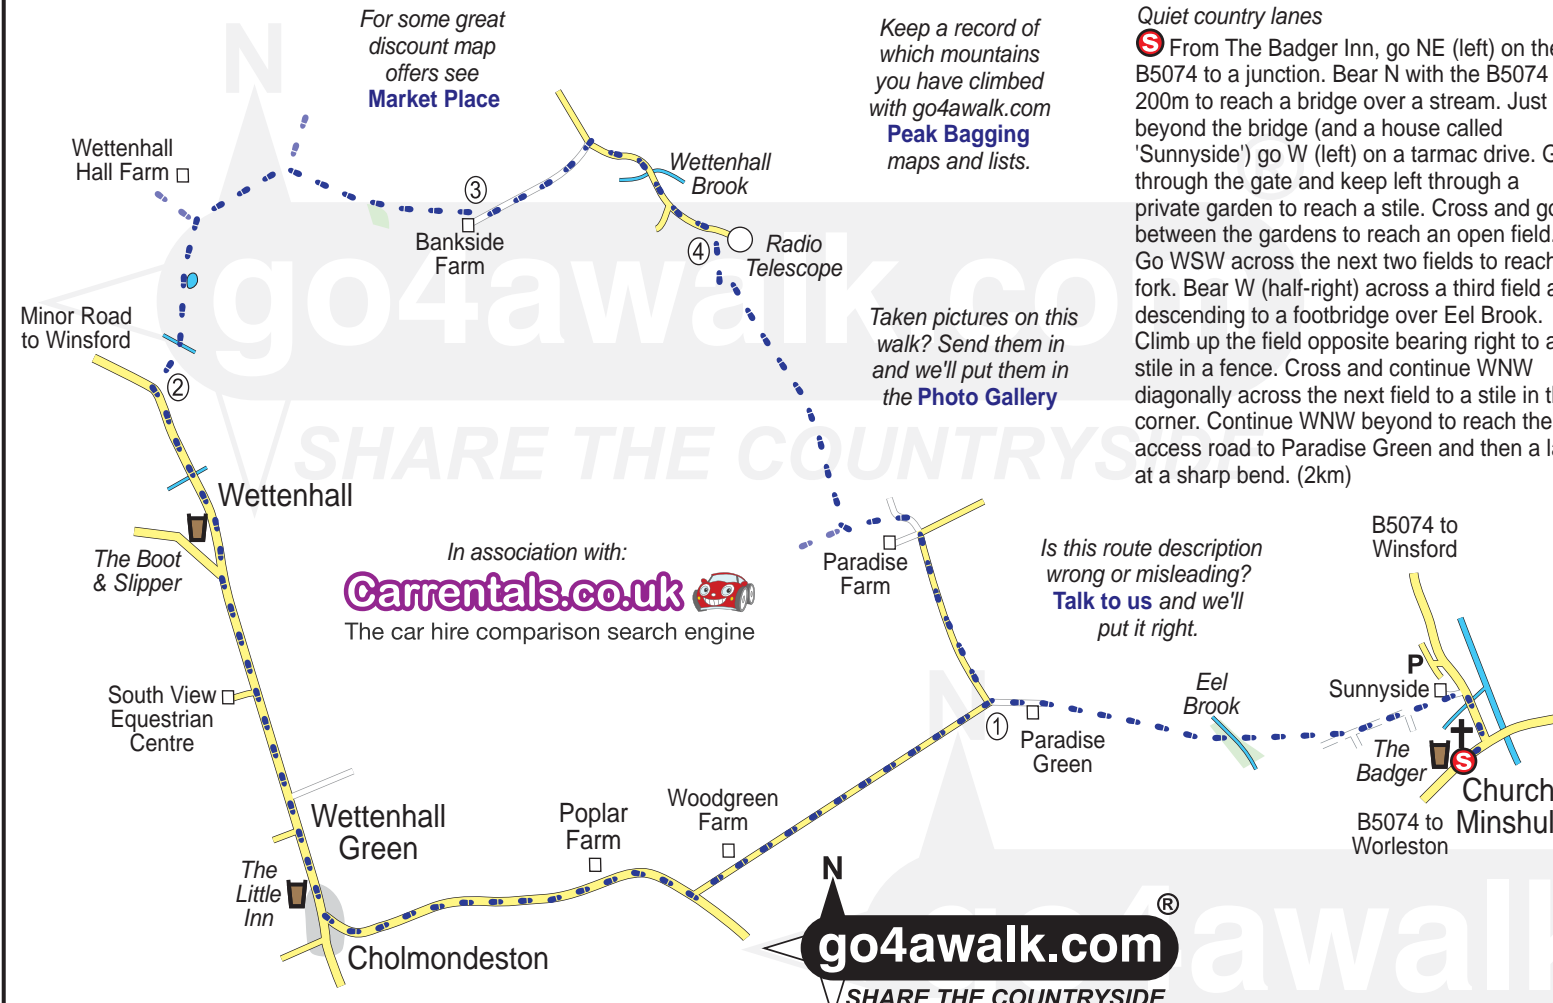 For some great
discount map
offers see
Market Place
Keep a record of
which mountains
you have climbed
with go4awalk.com
Peak Bagging
maps and lists.
Quiet country lanes
S From The Badger Inn, go NE (left) on the
B5074 to a junction. Bear N with the B5074
200m to reach a bridge over a stream. Just
beyond the bridge (and a house called
'Sunnyside') go W (left) on a tarmac drive. G
through the gate and keep left through a
private garden to reach a stile. Cross and go
between the gardens to reach an open field.
Go WSW across the next two fields to reach
fork. Bear W (half-right) across a third field a
descending to a footbridge over Eel Brook.
Climb up the field opposite bearing right to a
stile in a fence. Cross and continue WNW
diagonally across the next field to a stile in th
corner. Continue WNW beyond to reach the
access road to Paradise Green and then a la
at a sharp bend. (2km)
N
Wettenhall
Hall Farm
3
Bankside
Farm
Wettenhall
Brook
4
Radio
Telescope
go4awalk.com
®
SHARE THE COUNTRYSIDE
Minor Road
to Winsford
2
Taken pictures on this
walk? Send them in
and we'll put them in
the Photo Gallery
Wettenhall
The Boot
& Slipper
In association with:
Carrentals.co.uk
The car hire comparison search engine
Paradise
Farm
Is this route description
wrong or misleading?
Talk to us and we'll
put it right.
B5074 to
Winsford
P
Sunnyside
South View
Equestrian
Centre
N
Eel
Brook
1
Paradise
Green
The
Badger
S
Church
Minshul
B5074 to
Worleston
Wettenhall
Green
Poplar
Farm
Woodgreen
Farm
The
Little
Inn
Cholmondeston
N
®
go4awalk.com
SHARE THE COUNTRYSIDE
go4awalk